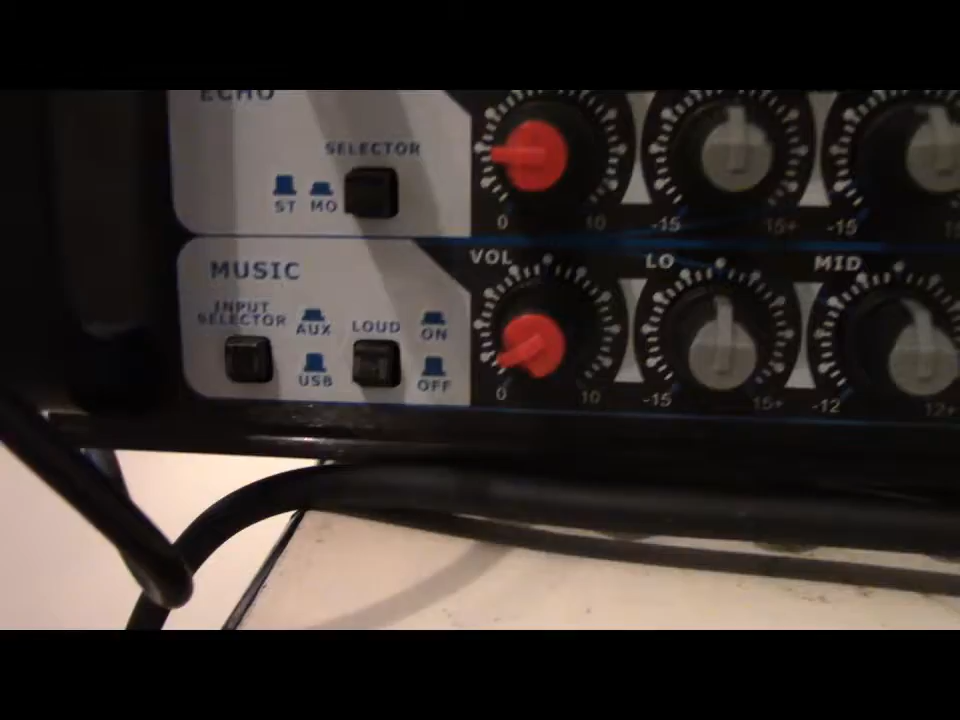 ECHO
SELECTOR
ST MO
0 10 -15 15+ -15
MUSIC
VOL LO MID
INPUT
SELECTOR
AUX
LOUD
ON
USB
OFF
0 10 -15 15+ -12 12+